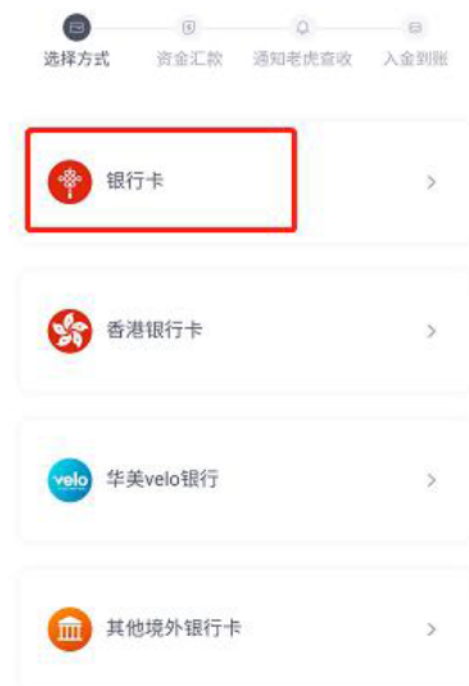 选择方式 资金汇款 通知老虎查收 入金到账
银行卡
香港银行卡
velo 华美velo银行
其他境外银行卡